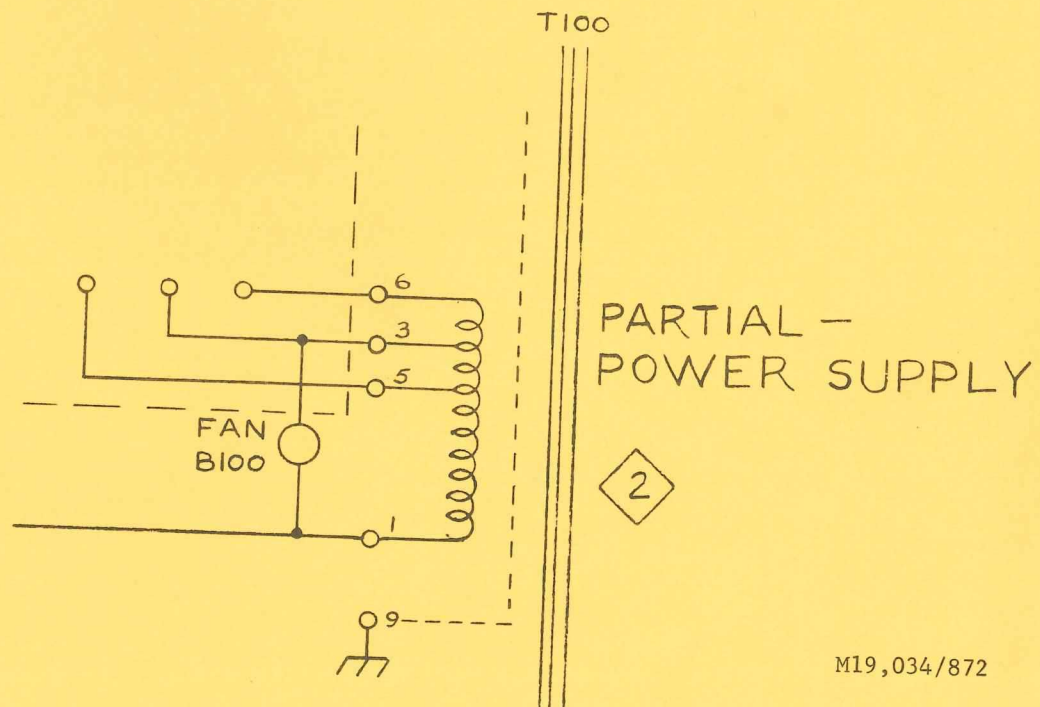 T100
6
3
5
PARTIAL –
POWER SUPPLY
FAN
B100
2
1
9
M19,034/872